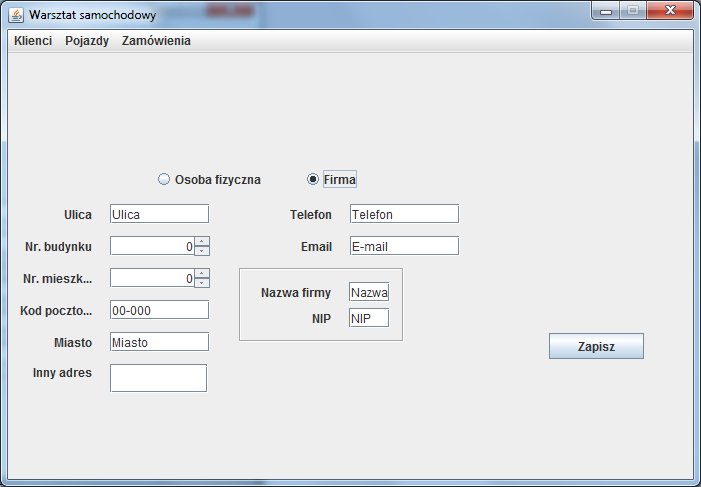 Warsztat samochodowy
Klienci Pojazdy Zamówienia
Osoba fizyczna Firma
Ulica Ulica Telefon Telefon
Nr. budynku 0 Email E-mail
Nr. mieszk... 0
Nazwa firmy Nazwa
Kod poczto... 00-000
NIP NIP
Miasto Miasto
Zapisz
Inny adres